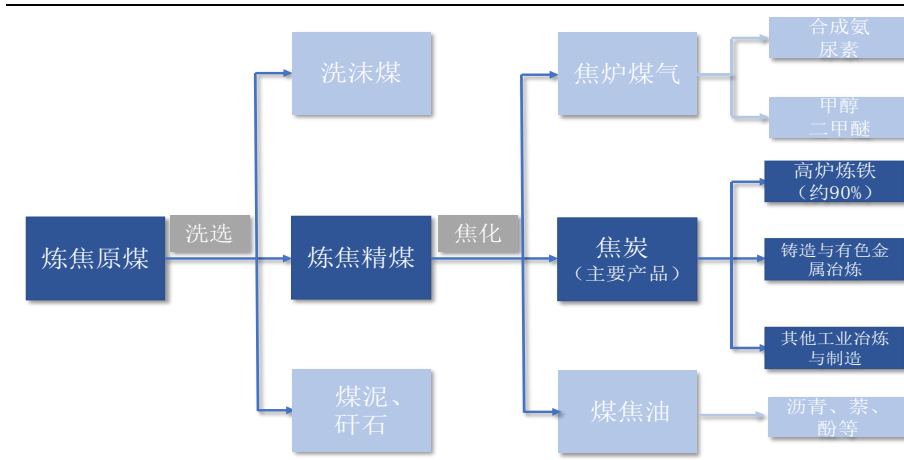 炼焦原煤
洗选
洗沫煤
炼焦精煤
煤泥、
矸石
焦化
焦炉煤气
焦炭
（主要产品）
煤焦油
合成氨
尿素
甲醇
二甲醚
高炉炼铁
（约90%）
铸造与有色金
属冶炼
其他工业冶炼
与制造
沥青、萘、
酚等